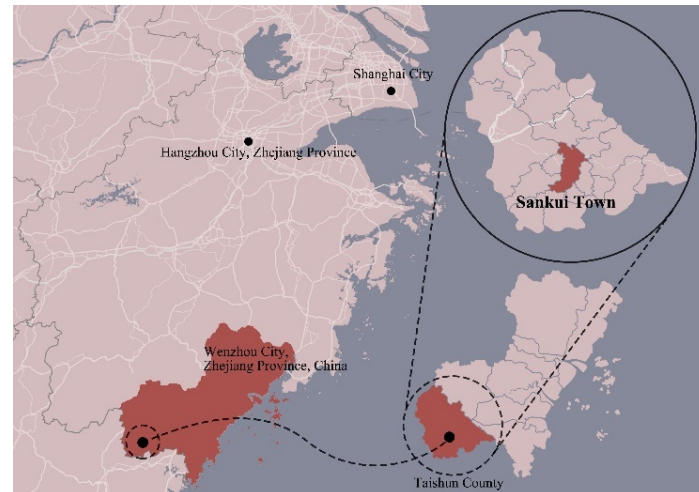 Shanghai City
Hangzhou City, Zhejiang Province
Sankui Town
Wenzhou City,
Zhejiang Province, China
Taishun County